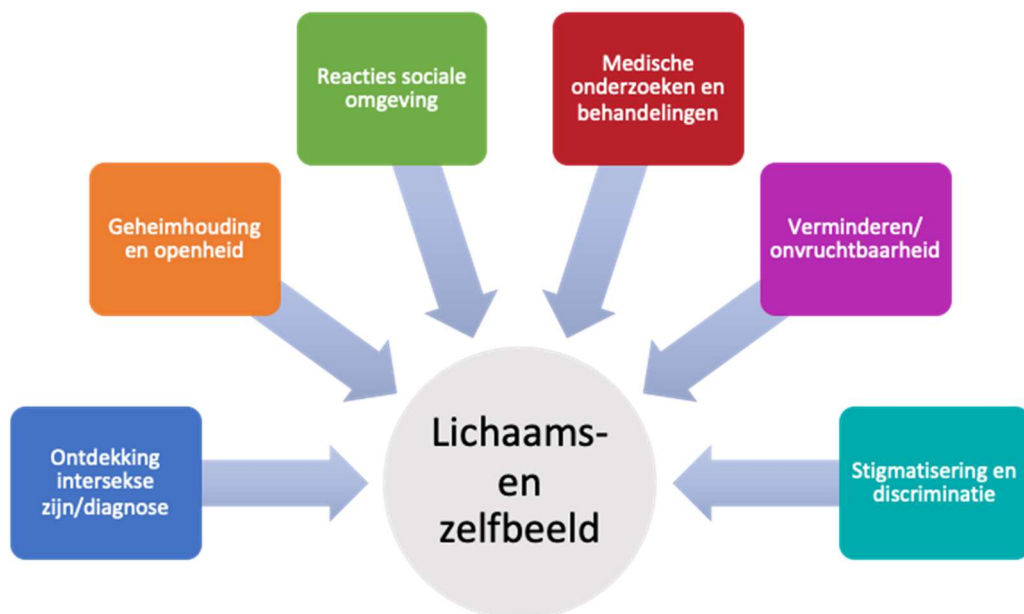 Reacties sociale
omgeving
Medische
onderzoeken en
behandelingen
Geheimhouding
en openheid
Verminderen/
onvruchtbaarheid
Ontdekking
intersekse
zijn/diagnose
Lichaams-
en
zelfbeeld
Stigmatisering en
discriminatie